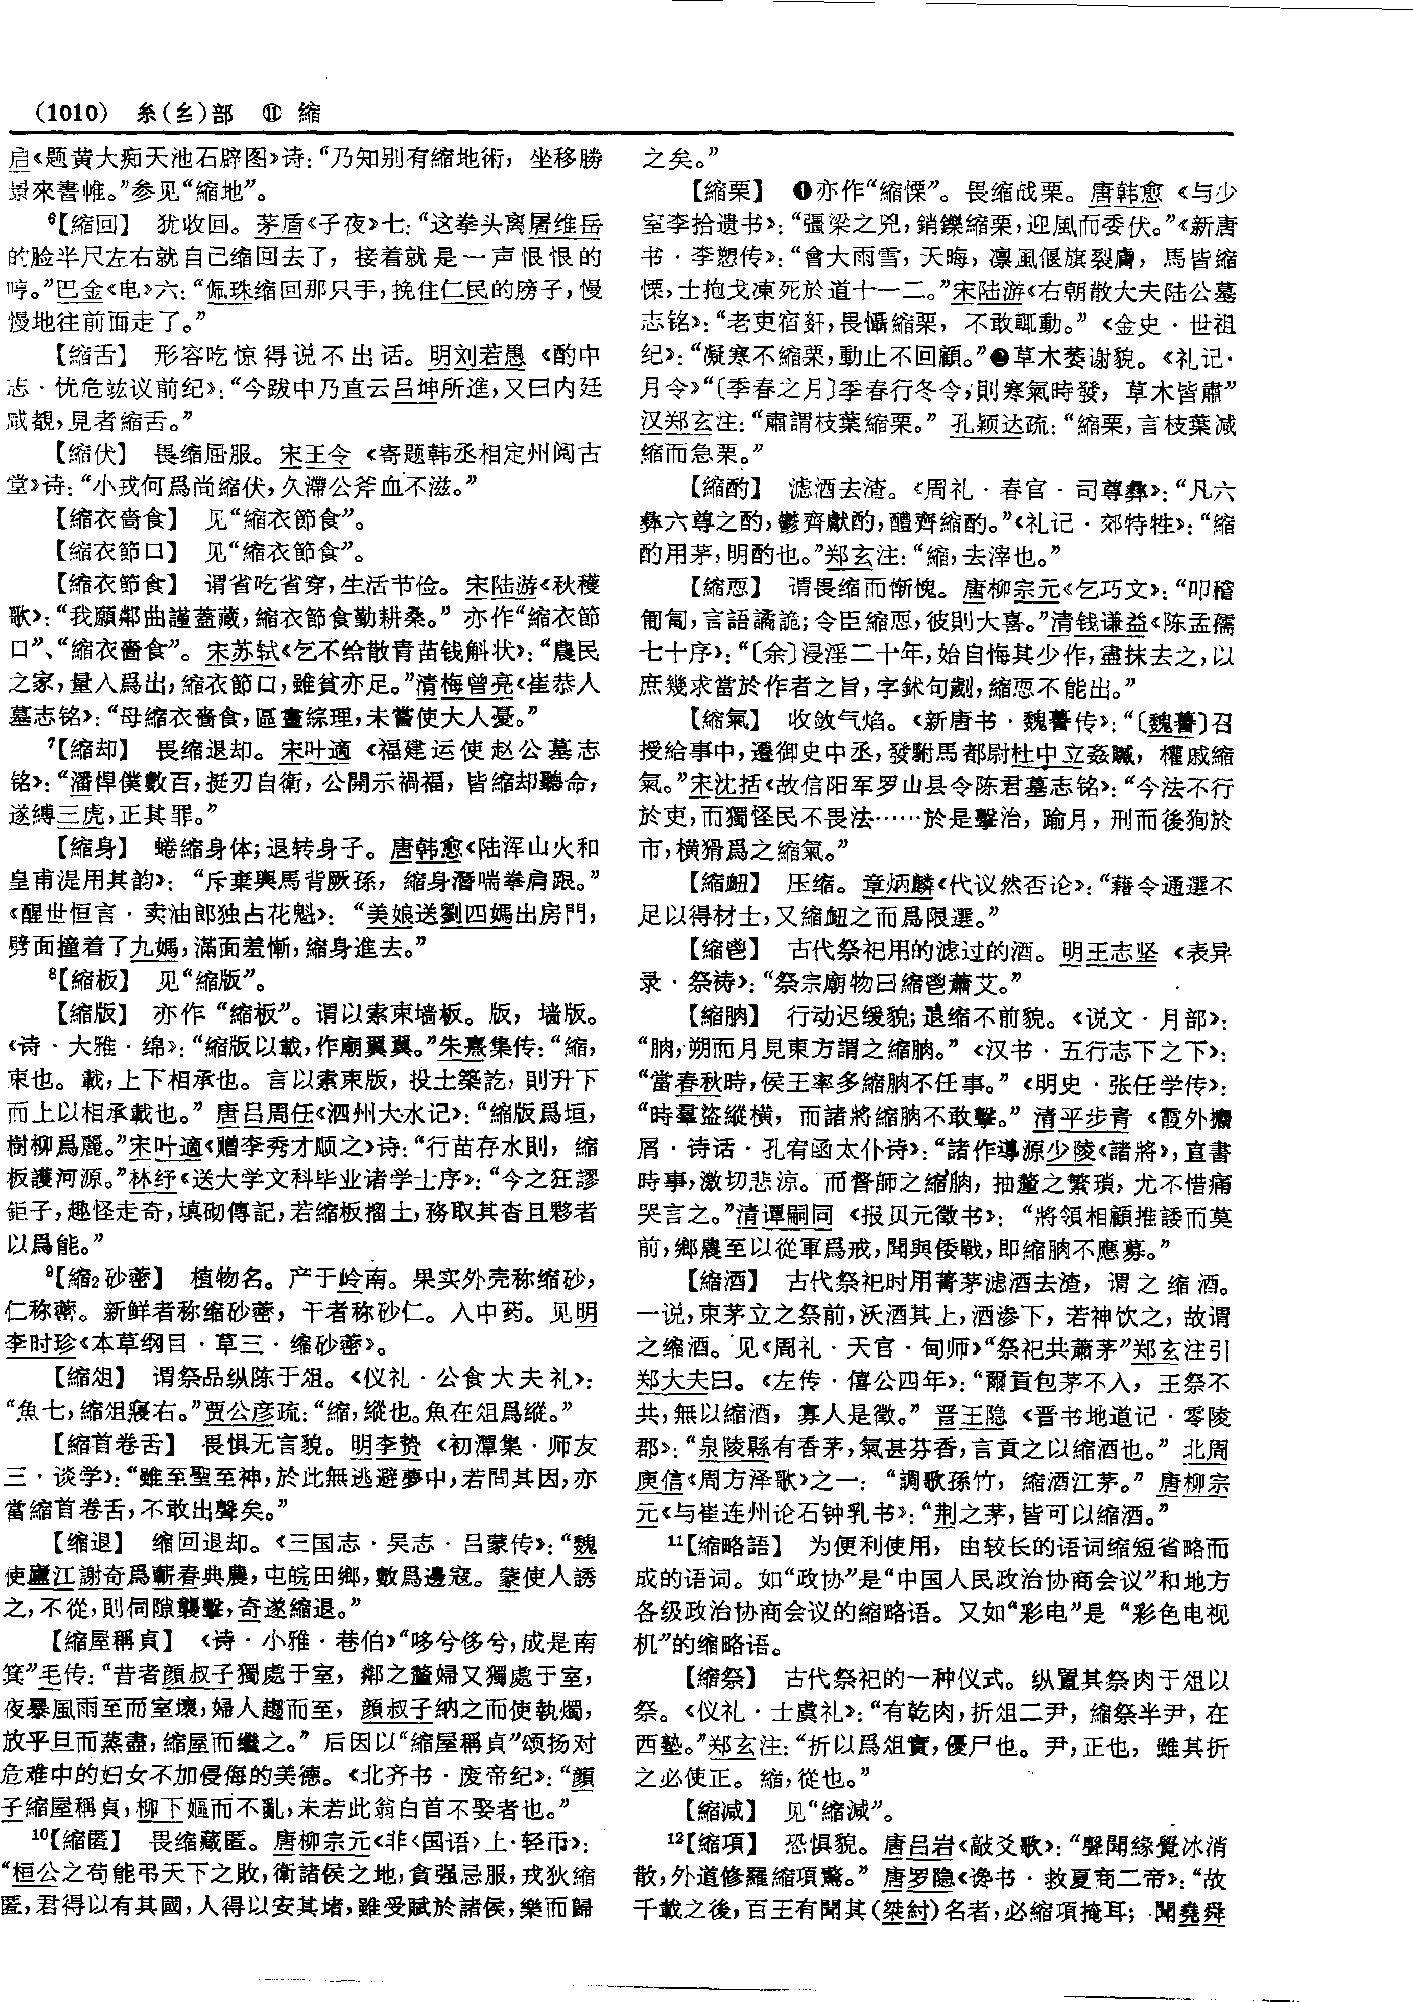 (1010) 糸(纟)部 ⑪ 縮
启《题黄大痴天池石辟图》诗：“乃知别有縮地術，坐移勝
景來書帷。”参见“縮地”。
⁶【縮回】 犹收回。茅盾《子夜》七：“这拳头离屠维岳
的脸半尺左右就自己缩回去了，接着就是一声恨恨的
哼。”巴金《电》六：“佩珠缩回那只手，挽住仁民的膀子，慢
慢地往前面走了。”
【縮舌】 形容吃惊得说不出话。明刘若愚《酌中
志·忧危竑议前纪》：“今跋中乃直云吕坤所進，又曰内廷
咸覩，見者縮舌。”
【縮伏】 畏缩屈服。宋王令《寄题韩丞相定州阅古
堂》诗：“小戎何爲尚縮伏，久滯公斧血不滋。”
【縮衣嗇食】 见“縮衣節食”。
【縮衣節口】 见“縮衣節食”。
【縮衣節食】 谓省吃省穿，生活节俭。宋陆游《秋穫
歌》：“我願鄰曲謹蓋藏，縮衣節食勤耕桑。”亦作“縮衣節
口”、“縮衣嗇食”。宋苏轼《乞不给散青苗钱斛状》：“農民
之家，量入爲出，縮衣節口，雖貧亦足。”清梅曾亮《崔恭人
墓志铭》：“母縮衣嗇食，區畫綜理，未嘗使大人憂。”
⁷【縮却】 畏缩退却。宋叶適《福建运使赵公墓志
铭》：“潘悍僕數百，挺刃自衛，公開示禍福，皆縮却聽命，
遂縛三虎，正其罪。”
【縮身】 蜷缩身体；退转身子。唐韩愈《陆浑山火和
皇甫湜用其韵》：“斥棄輿馬背厥孫，縮身潛喘拳肩跟。”
《醒世恒言·卖油郎独占花魁》：“美娘送劉四媽出房門，
劈面撞着了九媽，滿面羞慚，縮身進去。”
⁸【縮板】 见“縮版”。
【縮版】 亦作“縮板”。谓以索束墙板。版，墙版。
《诗·大雅·绵》：“縮版以載，作廟翼翼。”朱熹集传：“縮，
束也。載，上下相承也。言以索束版，投土築訖，則升下
而上以相承載也。”唐吕周任《泗州大水记》：“縮版爲垣，
樹柳爲麗。”宋叶適《赠李秀才顺之》诗：“行苗存水則，縮
板護河源。”林纾《送大学文科毕业诸学士序》：“今之狂謬
鉅子，趣怪走奇，填砌傳記，若縮板搢土，務取其沓且夥者
以爲能。”
⁹【縮₂砂蔤】 植物名。产于岭南。果实外壳称缩砂，
仁称蔤。新鲜者称缩砂蔤，干者称砂仁。入中药。见明
李时珍《本草纲目·草三·缩砂蔤》。
【縮俎】 谓祭品纵陈于俎。《仪礼·公食大夫礼》：
“魚七，縮俎寢右。”贾公彦疏：“縮，縱也。魚在俎爲縱。”
【縮首卷舌】 畏惧无言貌。明李贽《初潭集·师友
三·谈学》：“雖至聖至神，於此無逃避夢中，若問其因，亦
當縮首卷舌，不敢出聲矣。”
【縮退】 缩回退却。《三国志·吴志·吕蒙传》：“魏
使廬江謝奇爲蘄春典農，屯皖田鄉，數爲邊寇。蒙使人誘
之，不從，則伺隙襲擊，奇遂縮退。”
【縮屋稱貞】 《诗·小雅·巷伯》“哆兮侈兮，成是南
箕”毛传：“昔者顔叔子獨處于室，鄰之釐婦又獨處于室，
夜暴風雨至而室壞，婦人趨而至，顔叔子纳之而使執燭，
放乎旦而蒸盡，縮屋而繼之。”后因以“縮屋稱貞”颂扬对
危难中的妇女不加侵侮的美德。《北齐书·废帝纪》：“顔
子縮屋稱貞，柳下嫗而不亂，未若此翁白首不娶者也。”
¹⁰【縮匿】 畏缩藏匿。唐柳宗元《非〈国语〉上·轻币》：
“桓公之苟能弔天下之敗，衛諸侯之地，貪强忌服，戎狄縮
匿，君得以有其國，人得以安其堵，雖受賦於諸侯，樂而歸
之矣。”
【縮栗】 ❶亦作“縮慄”。畏缩战栗。唐韩愈《与少
室李拾遗书》：“强梁之兇，銷鑠縮栗，迎風而委伏。”《新唐
书·李愬传》：“會大雨雪，天晦，凛風偃旗裂膚，馬皆縮
慄，士抱戈凍死於道十一二。”宋陆游《右朝散大夫陆公墓
志铭》：“老吏宿姧，畏懾縮栗，不敢輒動。”《金史·世祖
纪》：“凝寒不縮栗，動止不回顧。”❷草木萎谢貌。《礼记·
月令》“〔季春之月〕季春行冬令，則寒氣時發，草木皆肅”
汉郑玄注：“肅謂枝葉縮栗。”孔颖达疏：“縮栗，言枝葉减
縮而急栗。”
【縮酌】 滤酒去渣。《周礼·春官·司尊彝》：“凡六
彝六尊之酌，鬱齊獻酌，醴齊縮酌。”《礼记·郊特牲》：“縮
酌用茅，明酌也。”郑玄注：“縮，去滓也。”
【縮恧】 谓畏缩而惭愧。唐柳宗元《乞巧文》：“叩稽
匍匐，言語譎詭；令臣縮恧，彼則大喜。”清钱谦益《陈孟孺
七十序》：“〔余〕浸淫二十年，始自悔其少作，盡抹去之，以
庶幾求當於作者之旨，字鉥句劌，縮恧不能出。”
【縮氣】 收敛气焰。《新唐书·魏謩传》：“〔魏謩〕召
授給事中，遷御史中丞，發駙馬都尉杜中立姦贓，權戚縮
氣。”宋沈括《故信阳军罗山县令陈君墓志铭》：“今法不行
於吏，而獨怪民不畏法……於是擊治，踰月，刑而後狥於
市，横猾爲之縮氣。”
【縮衄】 压缩。章炳麟《代议然否论》：“藉令通選不
足以得材士，又縮衄之而爲限選。”
【縮鬯】 古代祭祀用的滤过的酒。明王志坚《表异
录·祭祷》：“祭宗廟物曰縮鬯蕭艾。”
【縮朒】 行动迟缓貌；退缩不前貌。《说文·月部》：
“朒，朔而月見東方謂之縮朒。”《汉书·五行志下之下》：
“當春秋時，侯王率多縮朒不任事。”《明史·张任学传》：
“時羣盜縱横，而諸將縮朒不敢擊。”清平步青《霞外攟
屑·诗话·孔宥函太仆诗》：“諸作導源少陵《諸將》，直書
時事，激切悲涼。而督師之縮朒，抽釐之繁瑣，尤不惜痛
哭言之。”清谭嗣同《报贝元徵书》：“將領相顧推諉而莫
前，鄉農至以從軍爲戒，聞與倭戰，即縮朒不應募。”
【縮酒】 古代祭祀时用菁茅滤酒去渣，谓之缩酒。
一说，束茅立之祭前，沃酒其上，酒渗下，若神饮之，故谓
之缩酒。见《周礼·天官·甸师》“祭祀共蕭茅”郑玄注引
郑大夫曰。《左传·僖公四年》：“爾貢包茅不入，王祭不
共，無以縮酒，寡人是徵。”晋王隐《晋书地道记·零陵
郡》：“泉陵縣有香茅，氣甚芬香，言貢之以縮酒也。”北周
庾信《周方泽歌》之一：“調歌孫竹，縮酒江茅。”唐柳宗
元《与崔连州论石钟乳书》：“荆之茅，皆可以縮酒。”
¹¹【縮略語】 为便利使用，由较长的语词缩短省略而
成的语词。如“政协”是“中国人民政治协商会议”和地方
各级政治协商会议的缩略语。又如“彩电”是“彩色电视
机”的缩略语。
【縮祭】 古代祭祀的一种仪式。纵置其祭肉于俎以
祭。《仪礼·士虞礼》：“有乾肉，折俎二尹，縮祭半尹，在
西塾。”郑玄注：“折以爲俎實，優尸也。尹，正也，雖其折
之必使正。縮，從也。”
【縮减】 见“縮減”。
¹²【縮項】 恐惧貌。唐吕岩《敲爻歌》：“聲聞緣覺冰消
散，外道修羅縮項驚。”唐罗隐《谗书·救夏商二帝》：“故
千載之後，百王有聞其(桀紂)名者，必縮項掩耳；聞堯舜